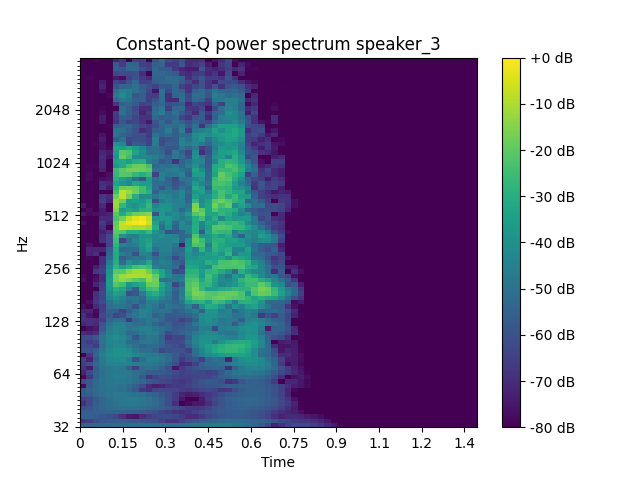 Constant-Q power spectrum speaker_3
Hz
2048
1024
512
256
128
64
32
0 0.15 0.3 0.45 0.6 0.75 0.9 1.1 1.2 1.4
Time
+0 dB
-10 dB
-20 dB
-30 dB
-40 dB
-50 dB
-60 dB
-70 dB
-80 dB